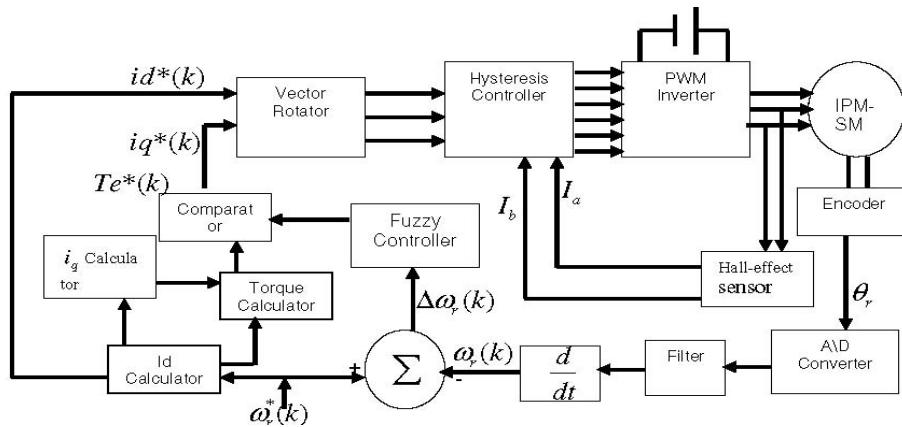 id*(k)
Vector
Rotator
Hysteresis
Controller
PWM
Inverter
IPM-
SM
iq*(k)
Te*(k)
Comparat
or
Fuzzy
Controller
I_b
I_a
Encoder
i_q Calcula
tor
Torque
Calculator
Δω_r(k)
Hall-effect
sensor
θ_r
Id
Calculator
+
Σ
-
ω_r(k)
d
dt
Filter
A\D
Converter
ω_r^*(k)